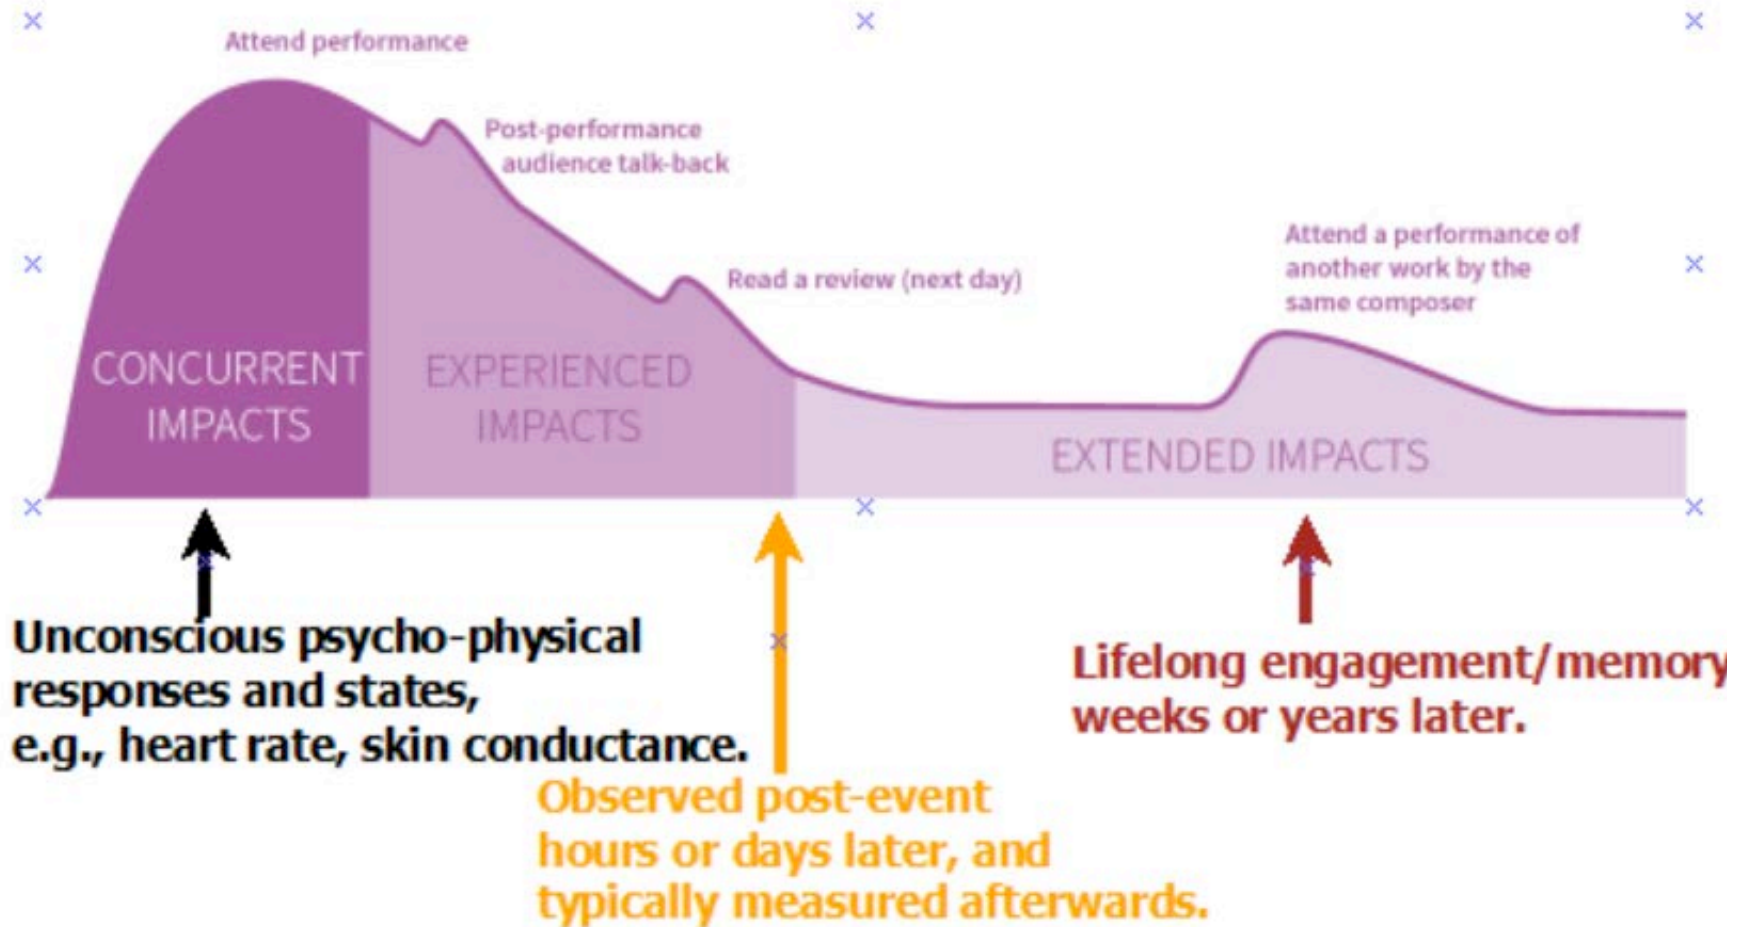 Attend performance
Post-performance
audience talk-back
Read a review (next day)
Attend a performance of
another work by the
same composer
CONCURRENT
IMPACTS
EXPERIENCED
IMPACTS
EXTENDED IMPACTS
Unconscious psycho-physical
responses and states,
e.g., heart rate, skin conductance.
Observed post-event
hours or days later, and
typically measured afterwards.
Lifelong engagement/memory
weeks or years later.